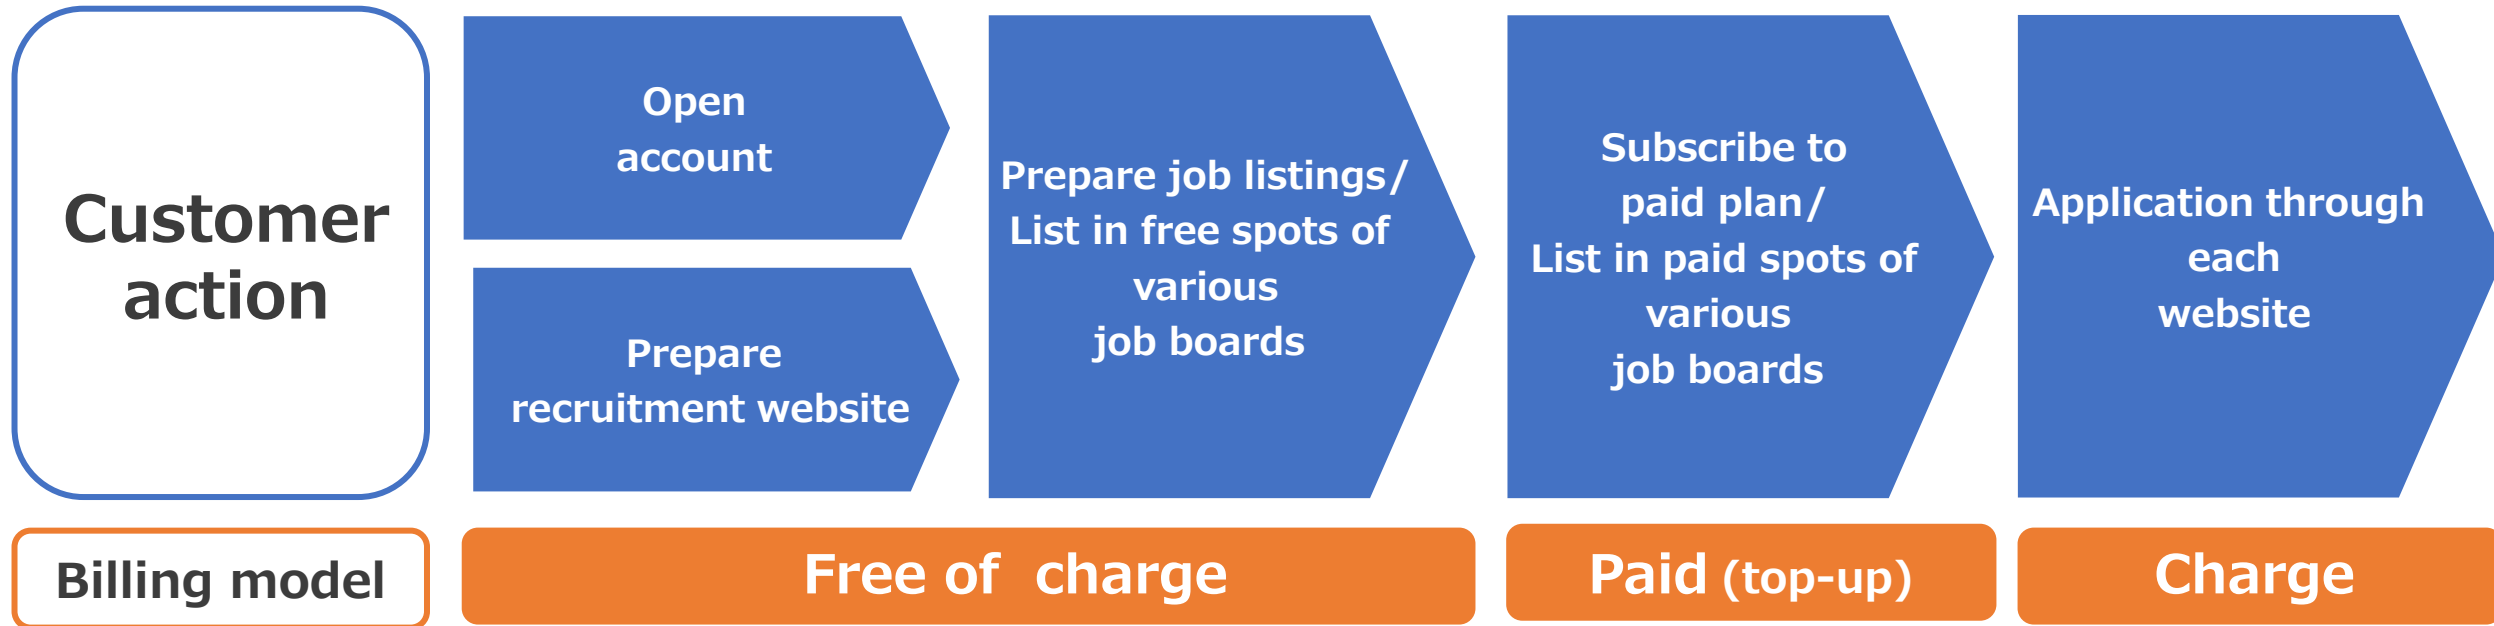 Customer
action
Open
account
Prepare
recruitment website
Prepare job listings/
List in free spots of
various
job boards
Subscribe to
paid plan/
List in paid spots of
various
job boards
Application through
each
website
Billing model
Free of charge
Paid (top-up)
Charge